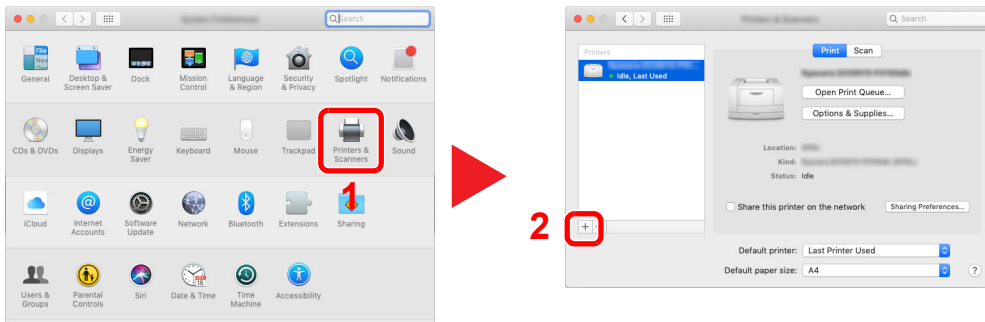 Search
File
New
Ope
General
Desktop &
Screen Saver
Dock
Mission
Control
Language
& Region
Security
& Privacy
Spotlight
Notifications
CDs & DVDs
Displays
Energy
Saver
Keyboard
Mouse
Trackpad
Printers &
Scanners
Sound
1
iCloud
Internet
Accounts
Software
Update
Network
Bluetooth
Extensions
Sharing
Users &
Groups
Parental
Controls
Siri
18
Date & Time
Time
Machine
Accessibility
Search
Printers
Idle, Last Used
Print Scan
Open Print Queue...
Options & Supplies...
Location:
Kind:
Status: Idle
Share this printer on the network
Sharing Preferences...
2
+
Default printer: Last Printer Used
Default paper size: A4
?